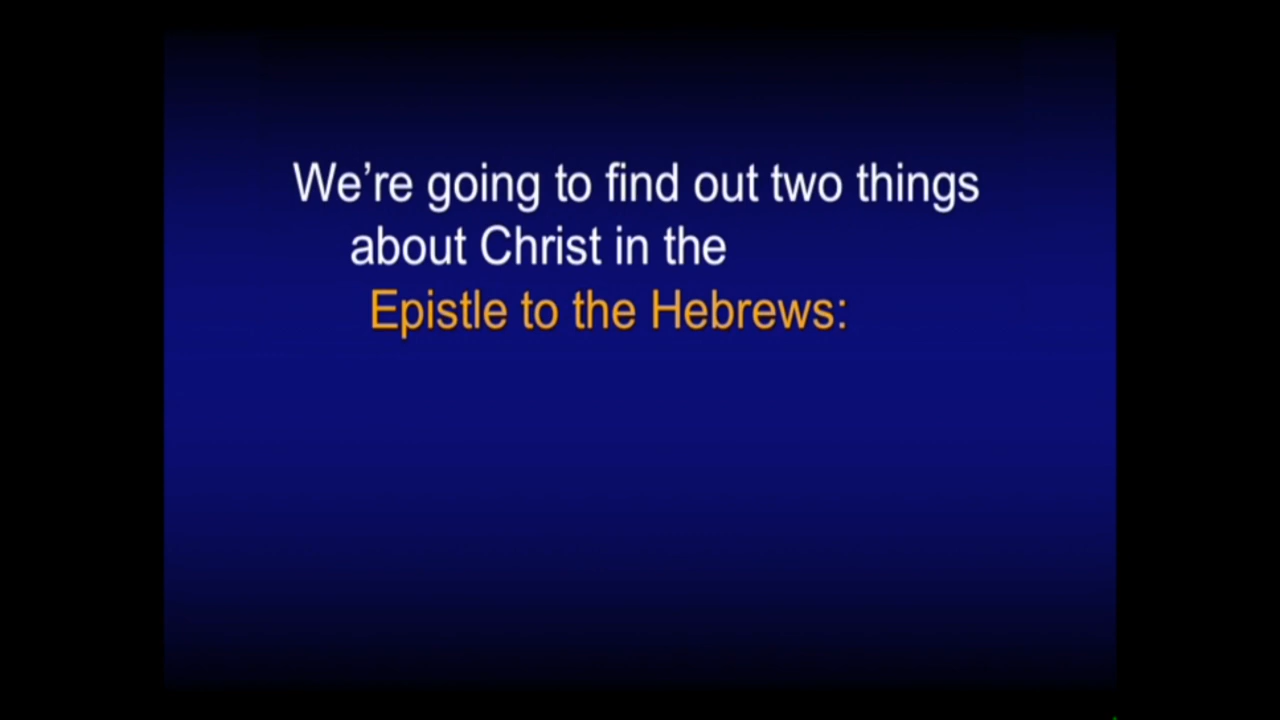 We’re going to find out two things
about Christ in the
Epistle to the Hebrews: